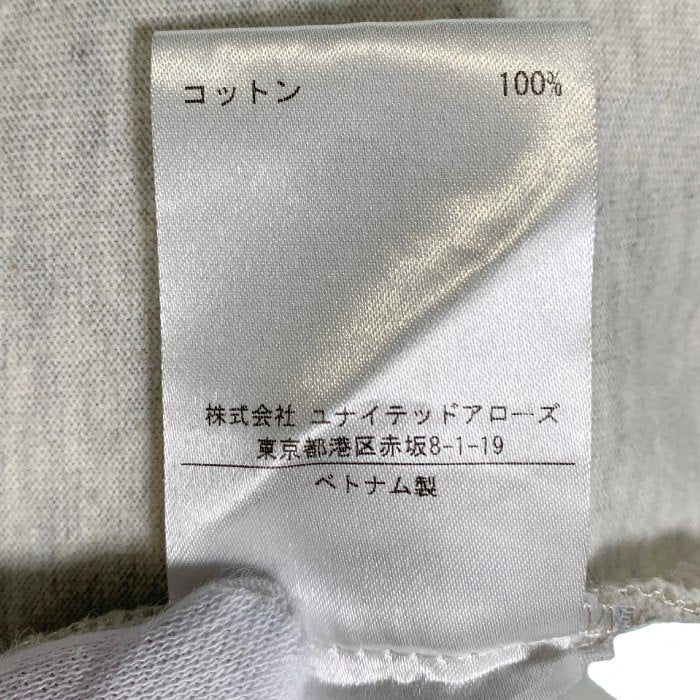 コットン 100%
株式会社 ユナイテッドアローズ
東京都港区赤坂8-1-19
ベトナム製